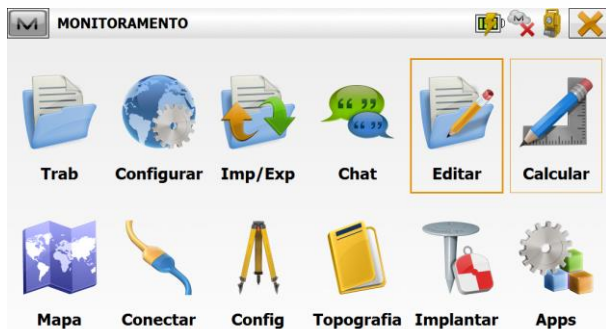 MONITORAMENTO
Trab Configurar Imp/Exp Chat Editar Calcular
Mapa Conectar Config Topografia Implantar Apps